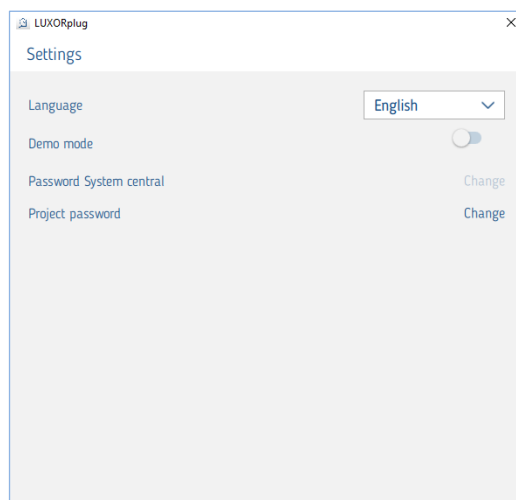 LUXORplug
Settings
Language English
Demo mode
Password System central Change
Project password Change